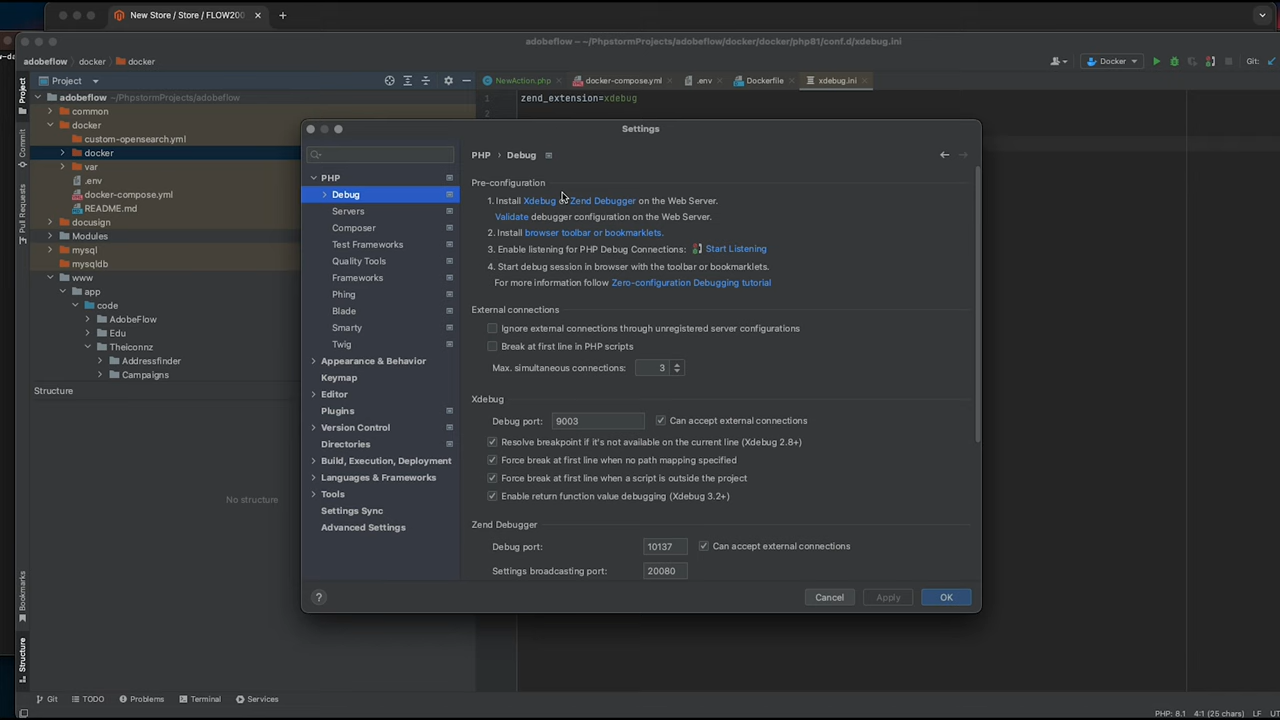 New Store / Store / FLOW200
adobeflow – ~/PhpstormProjects/adobeflow/docker/docker/php81/conf.d/xdebug.ini
adobeflow docker docker
Docker
Git:
Project
NewAction.php
docker-compose.yml
.env
Dockerfile
xdebug.ini
adobeflow ~/PhpstormProjects/adobeflow
common
docker
custom-opensearch.yml
docker
var
.env
docker-compose.yml
README.md
docusign
Modules
mysql
mysqldb
www
app
code
AdobeFlow
Edu
Theiconnz
Addressfinder
Campaigns
Structure
No structure
Project
Commit
Pull Requests
Bookmarks
Structure
1 zend_extension=xdebug
2
Settings
PHP
Debug
Servers
Composer
Test Frameworks
Quality Tools
Frameworks
Phing
Blade
Smarty
Twig
Appearance & Behavior
Keymap
Editor
Plugins
Version Control
Directories
Build, Execution, Deployment
Languages & Frameworks
Tools
Settings Sync
Advanced Settings
PHP › Debug
Pre-configuration
1. Install Xdebug Zend Debugger on the Web Server.
Validate debugger configuration on the Web Server.
2. Install browser toolbar or bookmarklets.
3. Enable listening for PHP Debug Connections: Start Listening
4. Start debug session in browser with the toolbar or bookmarklets.
For more information follow Zero-configuration Debugging tutorial
External connections
Ignore external connections through unregistered server configurations
Break at first line in PHP scripts
Max. simultaneous connections: 3
Xdebug
Debug port: 9003 Can accept external connections
Resolve breakpoint if it's not available on the current line (Xdebug 2.8+)
Force break at first line when no path mapping specified
Force break at first line when a script is outside the project
Enable return function value debugging (Xdebug 3.2+)
Zend Debugger
Debug port: 10137 Can accept external connections
Settings broadcasting port: 20080
?
Cancel
Apply
OK
Git
TODO
Problems
Terminal
Services
PHP: 8.1 4:1 (25 chars) LF UT